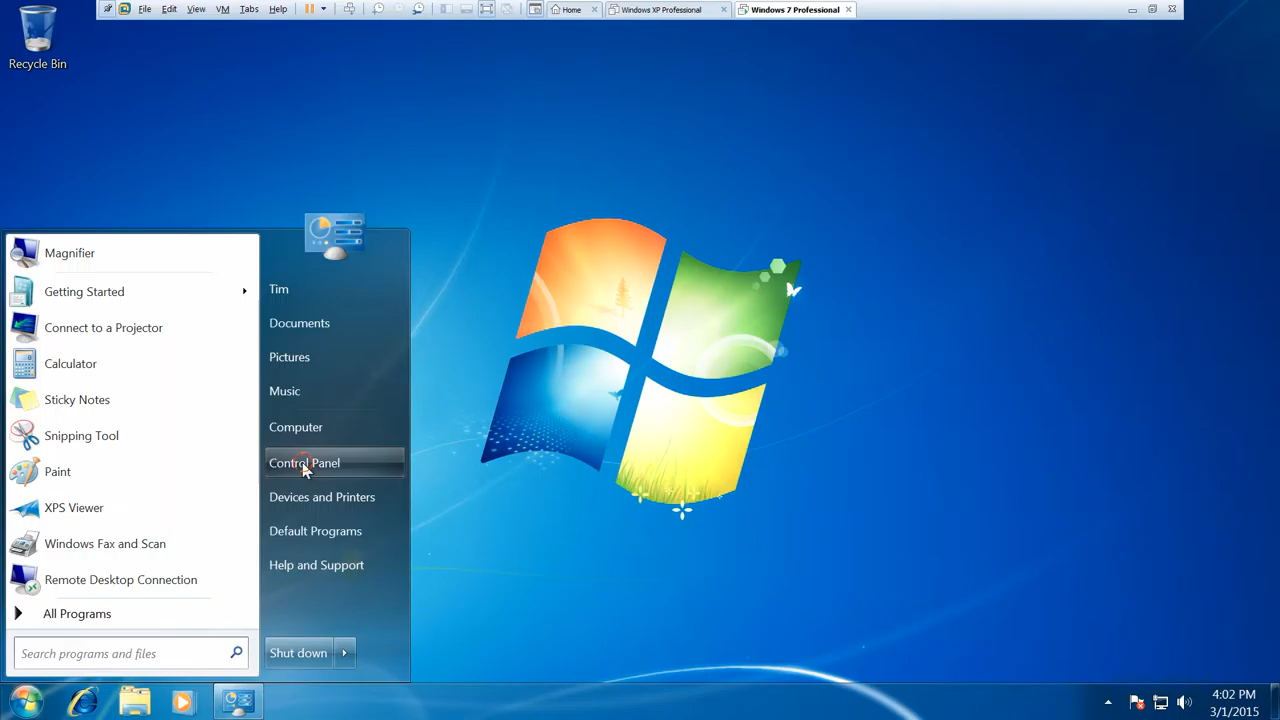 File Edit View VM Tabs Help
Home
Windows XP Professional
Windows 7 Professional
Recycle Bin
Magnifier
Getting Started
Connect to a Projector
Calculator
Sticky Notes
Snipping Tool
Paint
XPS Viewer
Windows Fax and Scan
Remote Desktop Connection
All Programs
Search programs and files
Tim
Documents
Pictures
Music
Computer
Control Panel
Devices and Printers
Default Programs
Help and Support
Shut down
4:02 PM
3/1/2015